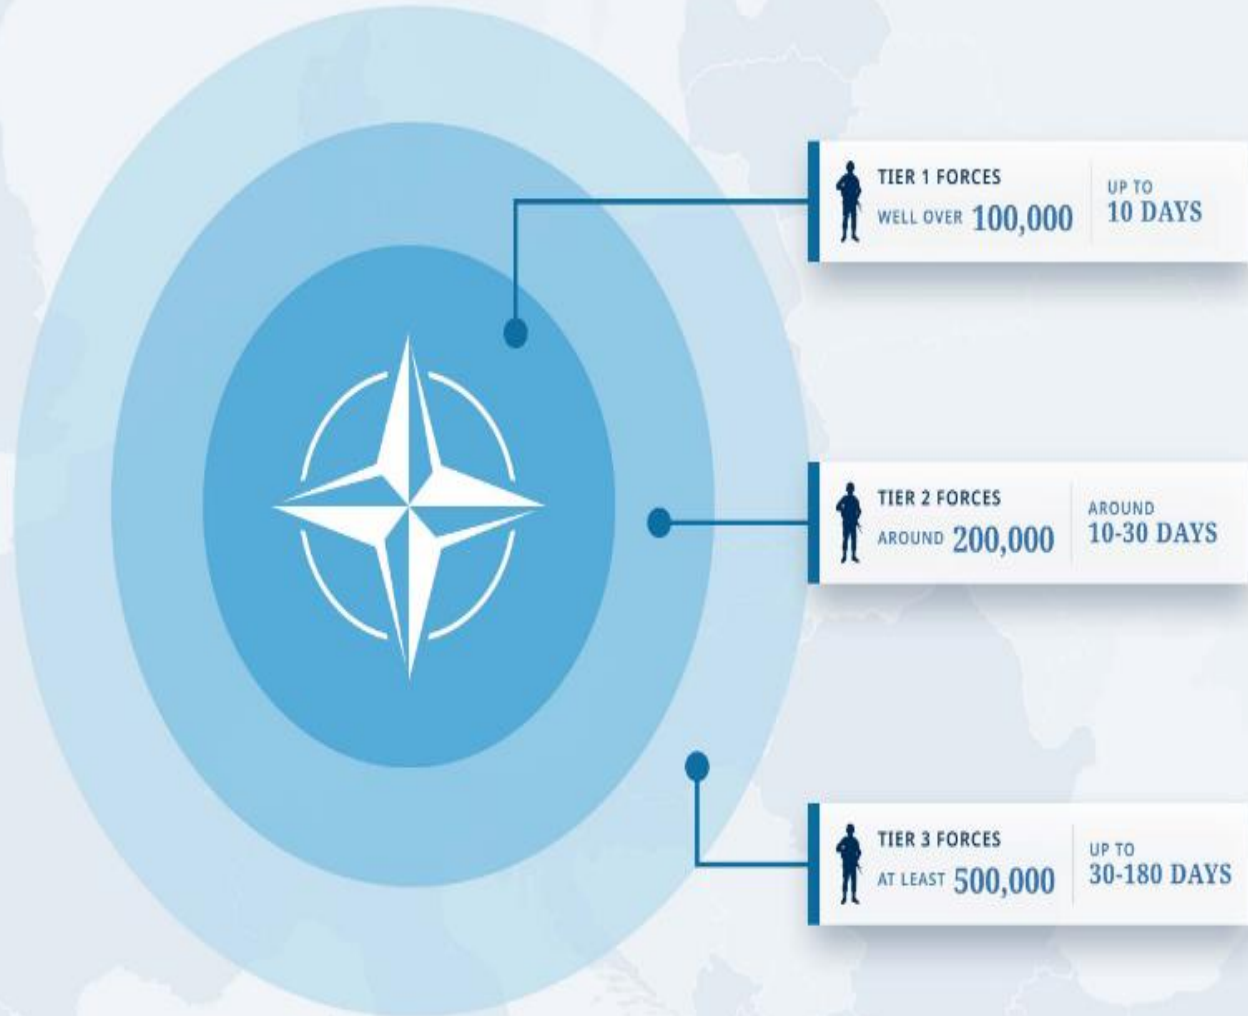 TIER 1 FORCES
WELL OVER 100,000
UP TO
10 DAYS
TIER 2 FORCES
AROUND 200,000
AROUND
10-30 DAYS
TIER 3 FORCES
AT LEAST 500,000
UP TO
30-180 DAYS